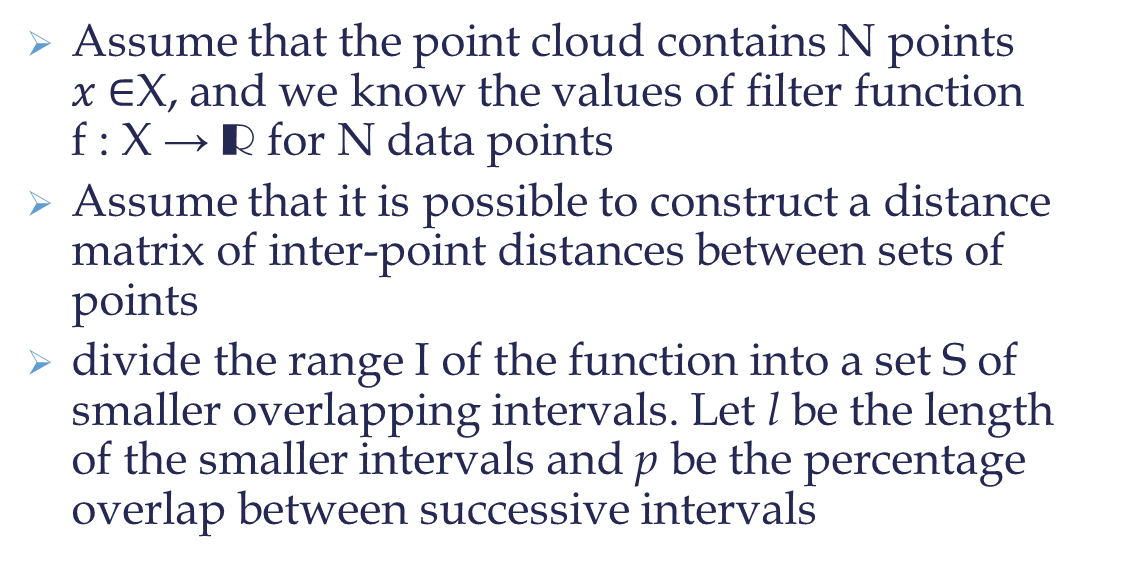 ➢ Assume that the point cloud contains N points
x ∈X, and we know the values of filter function
f : X → ℝ for N data points
➢ Assume that it is possible to construct a distance
matrix of inter-point distances between sets of
points
➢ divide the range I of the function into a set S of
smaller overlapping intervals. Let l be the length
of the smaller intervals and p be the percentage
overlap between successive intervals